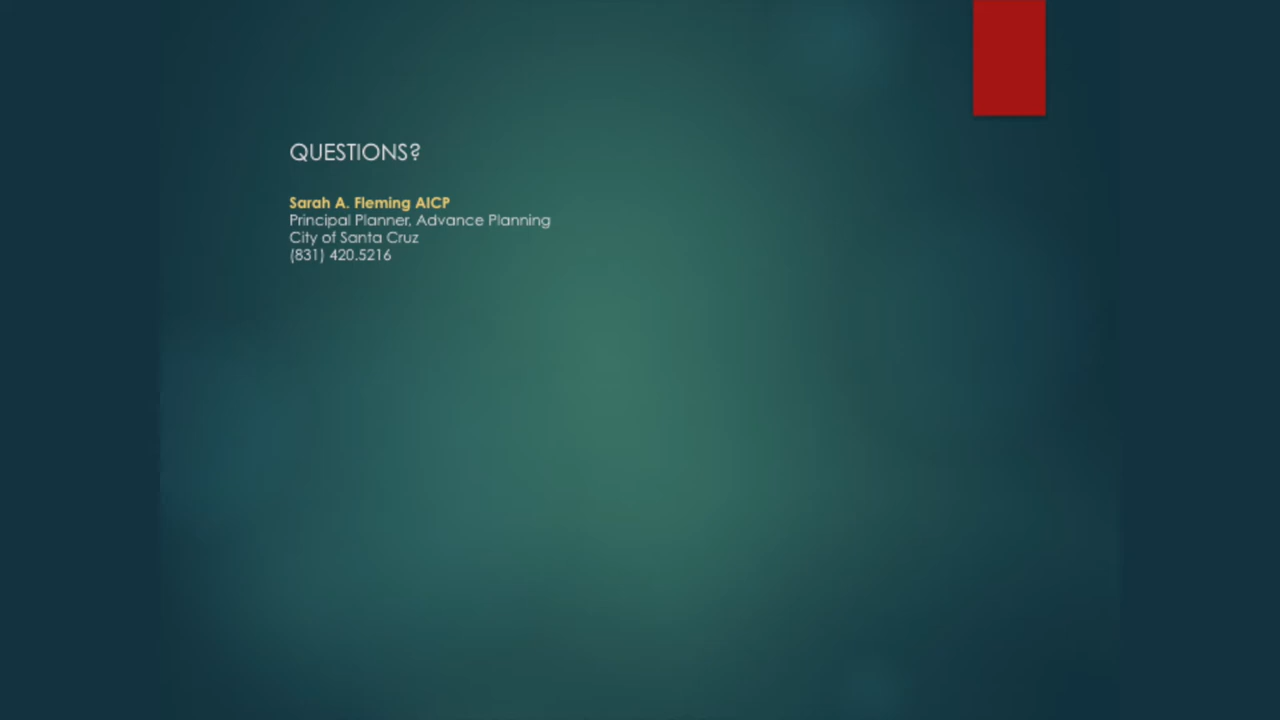 QUESTIONS?
Sarah A. Fleming AICP
Principal Planner, Advance Planning
City of Santa Cruz
(831) 420.5216